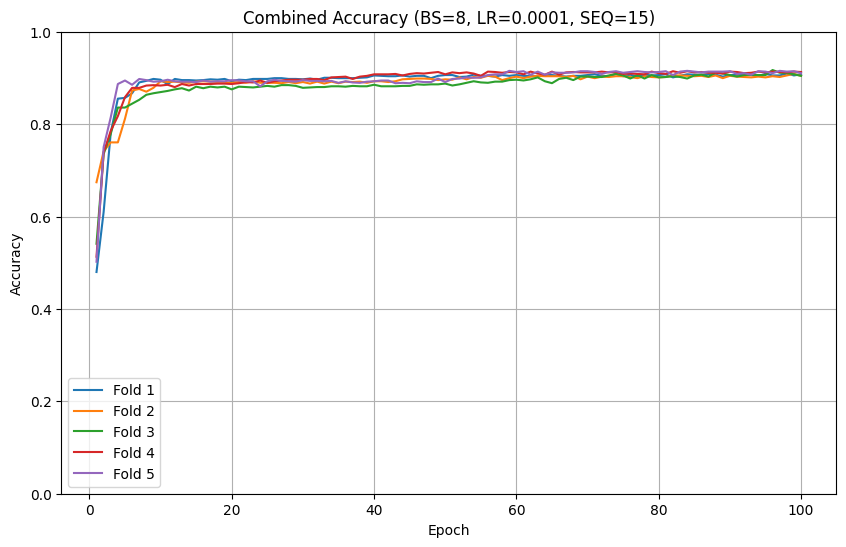 Combined Accuracy (BS=8, LR=0.0001, SEQ=15)
1.0
0.8
0.6
0.4
0.2
0.0
Accuracy
Fold 1
Fold 2
Fold 3
Fold 4
Fold 5
0 20 40 60 80 100
Epoch